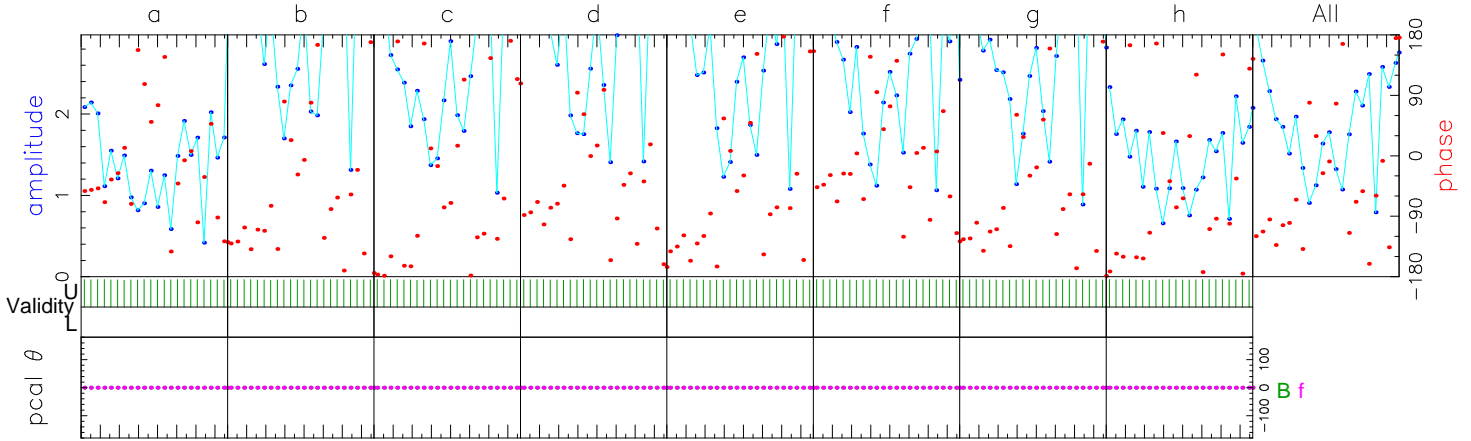 a b c d e f g h All
amplitude
2
1
0
180
90
0
−90
−180
phase
U
Validity
L
pcal θ
100
0
−100
B f